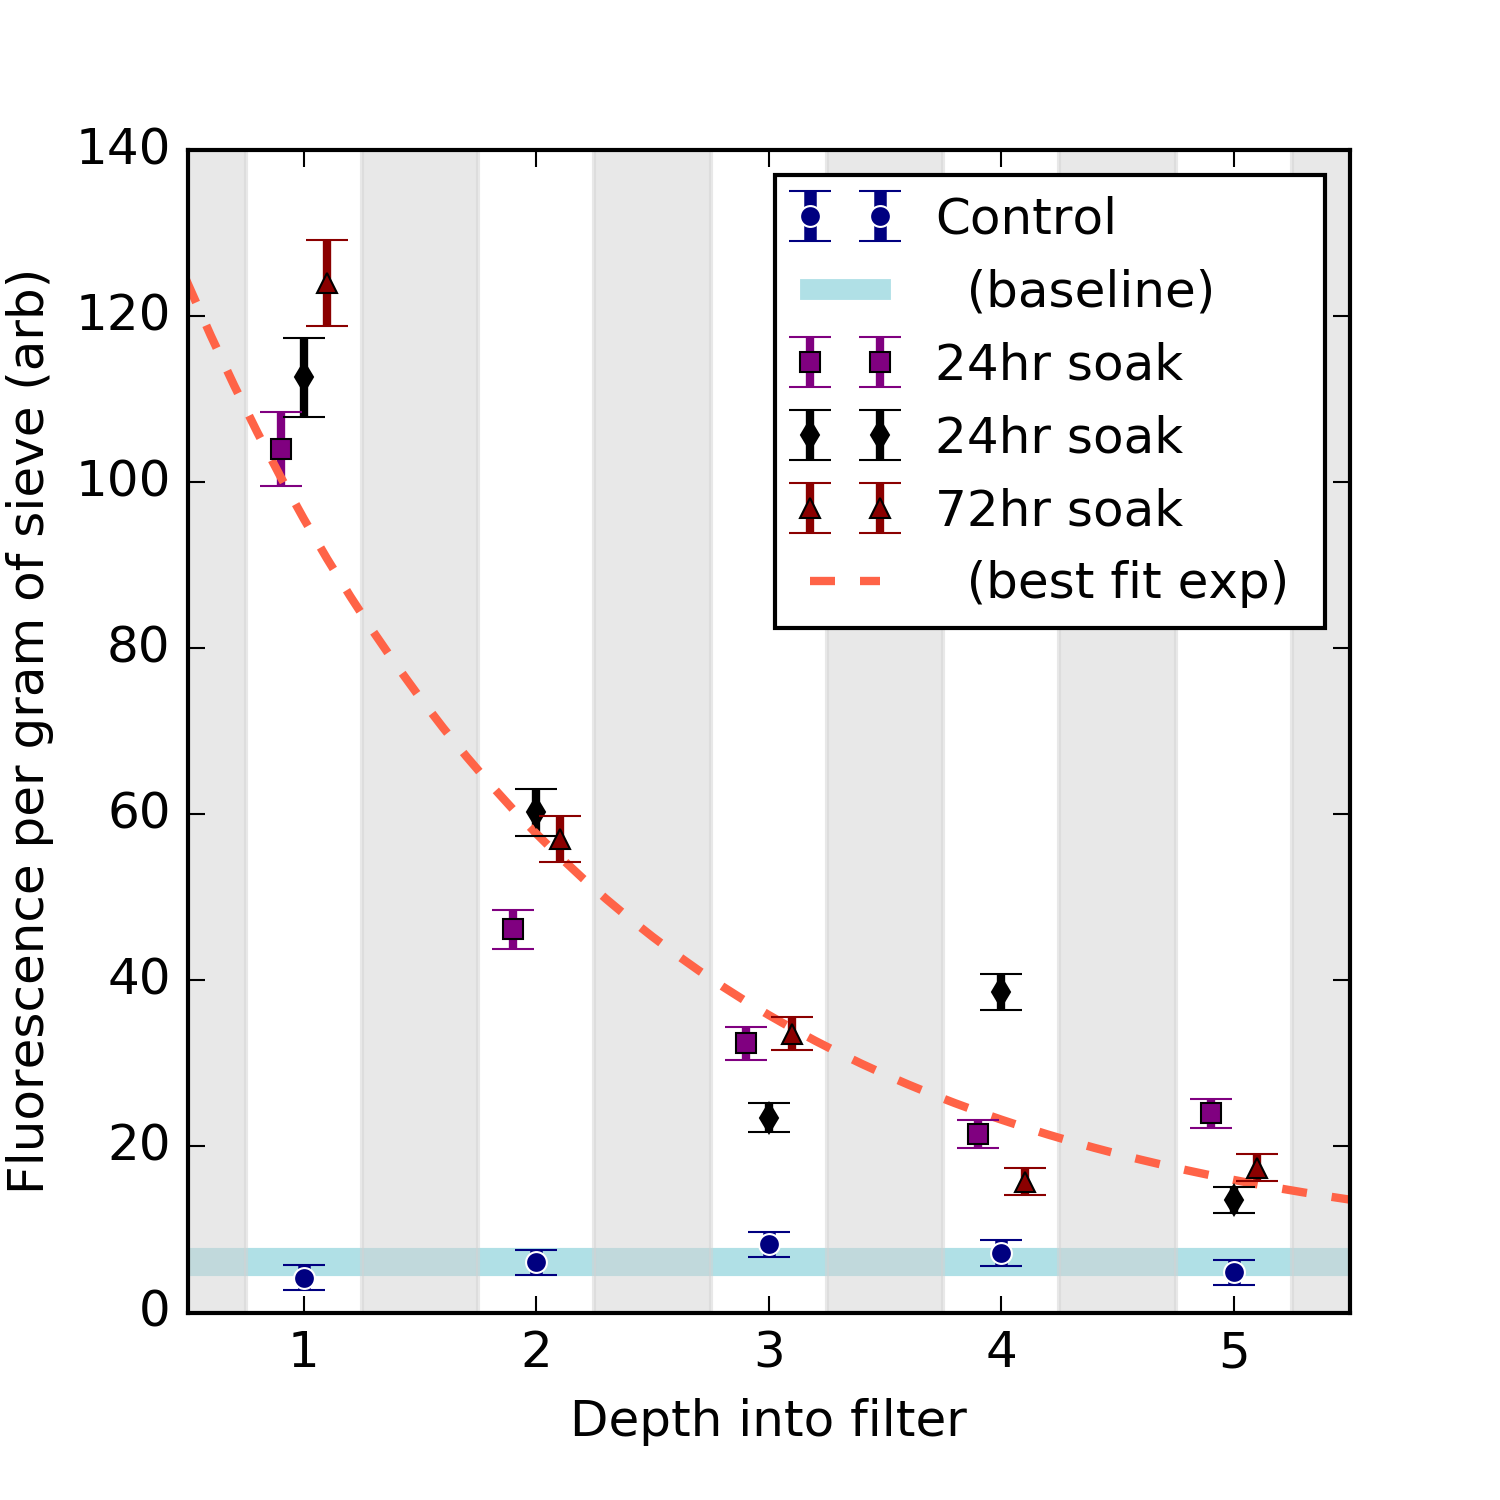 140
120
100
80
60
40
20
0
Fluorescence per gram of sieve (arb)
Control
(baseline)
24hr soak
24hr soak
72hr soak
(best fit exp)
1 2 3 4 5
Depth into filter